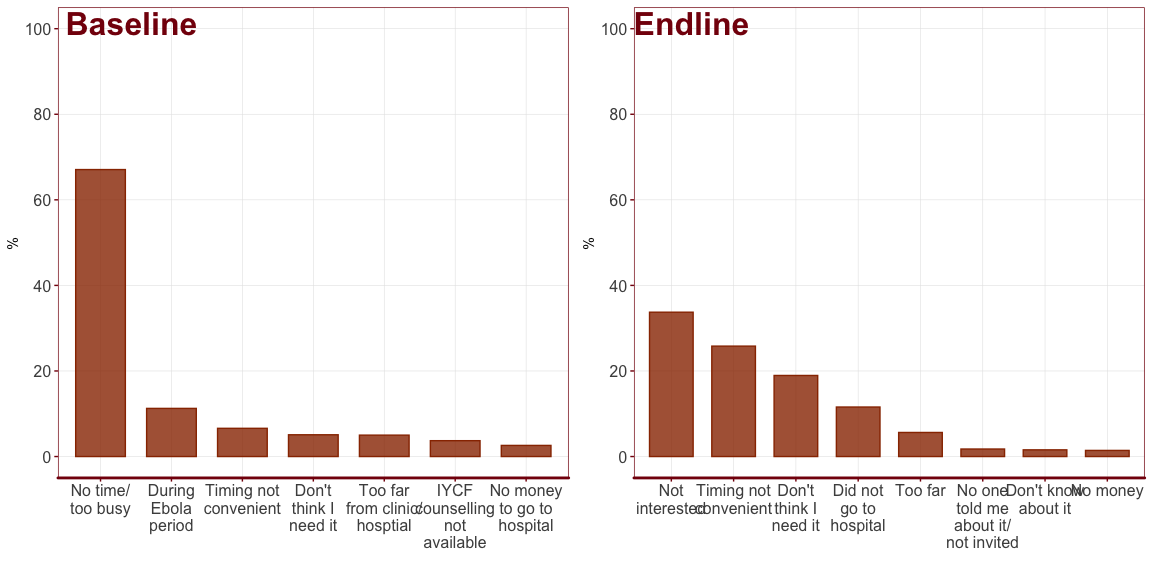 Baseline
100
80
60
40
20
0
%
No time/
too busy
During
Ebola
period
Timing not
convenient
Don't
think I
need it
Too far
from clinic/
hosptial
IYCF
counselling
not
available
No money
to go to
hospital
Endline
100
80
60
40
20
0
%
Not
interested
Timing not
convenient
Don't
think I
need it
Did not
go to
hospital
Too far
No one
told me
about it/
not invited
Don't know
about it
No money